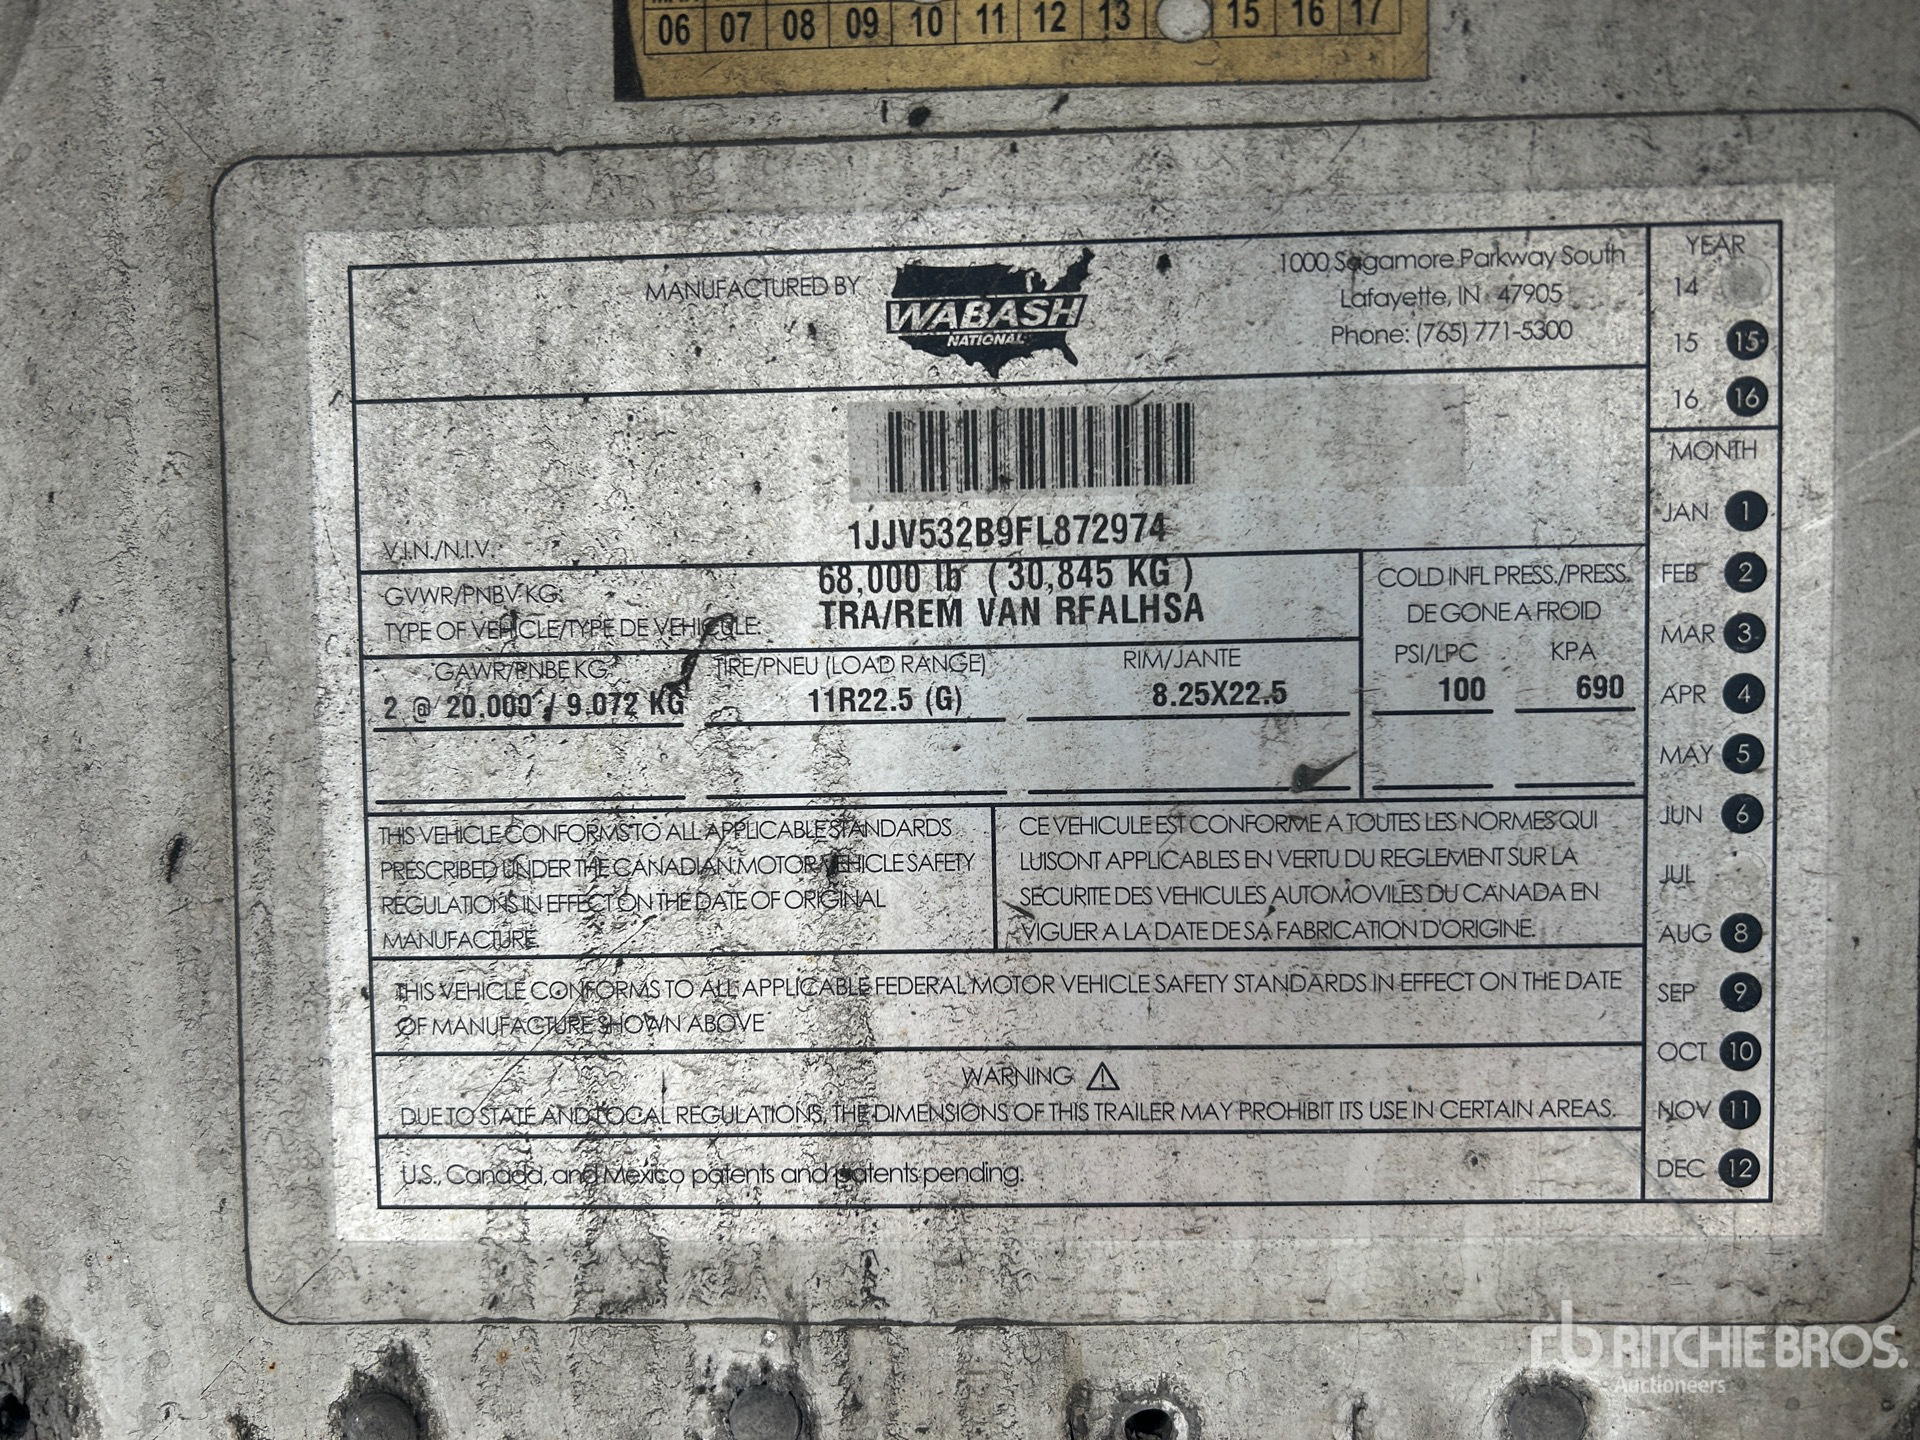 06 07 08 09 10 11 12 13 15 16 17
MANUFACTURED BY
WABASH
NATIONAL
1000 Sagamore Parkway South
Lafayette, IN 47905
Phone: (765) 771-5300
V.I.N./N.I.V.:
1JJV532B9FL872974
GVWR/PNBV KG:
68,000 lb ( 30,845 KG )
TYPE OF VEHICLE/TYPE DE VEHICULE:
TRA/REM VAN RFALHSA
GAWR/PNBE KG
TIRE/PNEU (LOAD RANGE)
RIM/JANTE
COLD INFL PRESS./PRESS.
DE GONE A FROID
PSI/LPC KPA
2 @ 20.000 / 9.072 KG
11R22.5 (G)
8.25X22.5
100 690
THIS VEHICLE CONFORMS TO ALL APPLICABLE STANDARDS
PRESCRIBED UNDER THE CANADIAN MOTOR VEHICLE SAFETY
REGULATIONS IN EFFECT ON THE DATE OF ORIGINAL
MANUFACTURE.
CE VEHICULE EST CONFORME A TOUTES LES NORMES QUI
LUI SONT APPLICABLES EN VERTU DU REGLEMENT SUR LA
SECURITE DES VEHICULES AUTOMOVILES DU CANADA EN
VIGUER A LA DATE DE SA FABRICATION D'ORIGINE.
THIS VEHICLE CONFORMS TO ALL APPLICABLE FEDERAL MOTOR VEHICLE SAFETY STANDARDS IN EFFECT ON THE DATE
OF MANUFACTURE SHOWN ABOVE
WARNING
DUE TO STATE AND LOCAL REGULATIONS, THE DIMENSIONS OF THIS TRAILER MAY PROHIBIT ITS USE IN CERTAIN AREAS.
U.S., Canada, and Mexico patents and patents pending.
YEAR
14
15 15
16 16
MONTH
JAN 1
FEB 2
MAR 3
APR 4
MAY 5
JUN 6
JUL
AUG 8
SEP 9
OCT 10
NOV 11
DEC 12
rb RITCHIE BROS.
Auctioneers